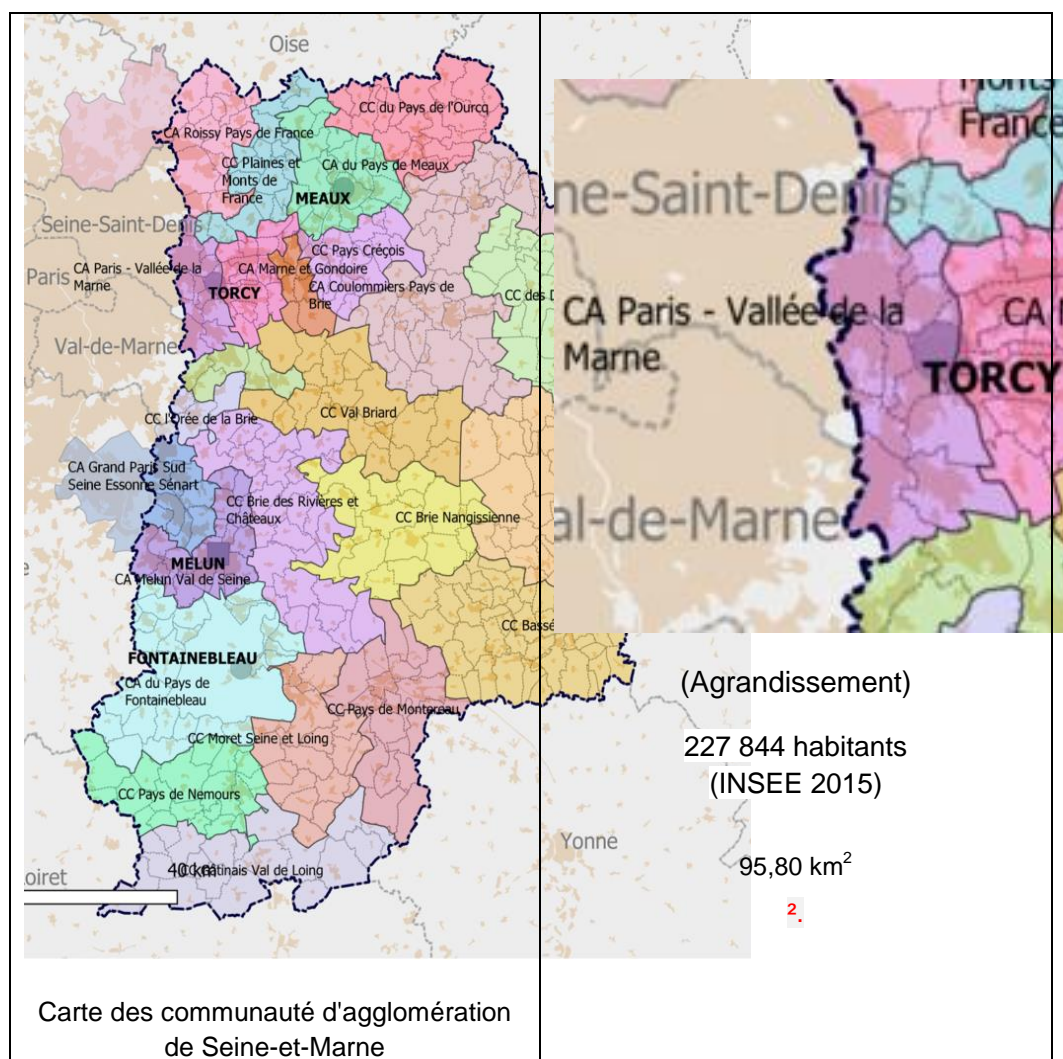 Oise
CC du Pays de l'Ourcq
CA Roissy Pays de France
CC Plaines et
Monts de
France
CA du Pays de Meaux
MEAUX
Seine-Saint-Denis
CC Pays Créçois
Paris
CA Paris - Vallée de la
Marne
CA Marne et Gondoire
TORCY
CA Coulommiers Pays de
Brie
CC des D
Val-de-Marne
CC Val Briard
CC l'Orée de la Brie
CA Grand Paris Sud
Seine Essonne Sénart
CC Brie des Rivières et
Châteaux
CC Brie Nangissienne
MELUN
CA Melun Val de Seine
CC Bassé
FONTAINEBLEAU
CA du Pays de
Fontainebleau
CC Pays de Montereau
CC Moret Seine et Loing
CC Pays de Nemours
Yonne
oiret
40 km
CC Gâtinais Val de Loing
Carte des communauté d'agglomération
de Seine-et-Marne
Monts
France
ne-Saint-Denis
CA Paris - Vallée de la
Marne
CA
TORCY
al-de-Marne
(Agrandissement)
227 844 habitants
(INSEE 2015)
95,80 km²
².